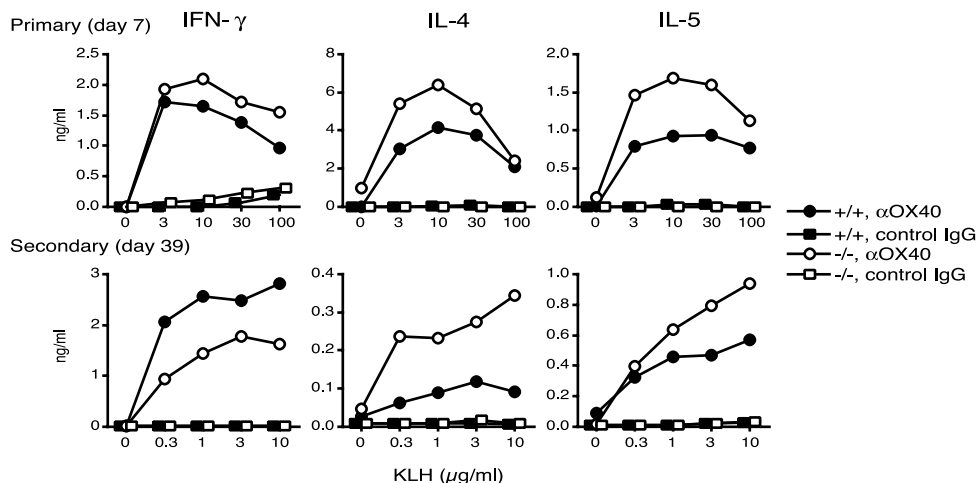 Primary (day 7)
IFN- γ
IL-4
IL-5
ng/ml
2.5
2.0
1.5
1.0
0.5
0.0
0 3 10 30 100
8
6
4
2
0
0 3 10 30 100
2.0
1.5
1.0
0.5
0.0
0 3 10 30 100
+/+, αOX40
+/+, control IgG
-/-, αOX40
-/-, control IgG
Secondary (day 39)
ng/ml
3
2
1
0
0 0.3 1 3 10
0.4
0.3
0.2
0.1
0.0
0 0.3 1 3 10
1.0
0.8
0.6
0.4
0.2
0.0
0 0.3 1 3 10
KLH (μg/ml)